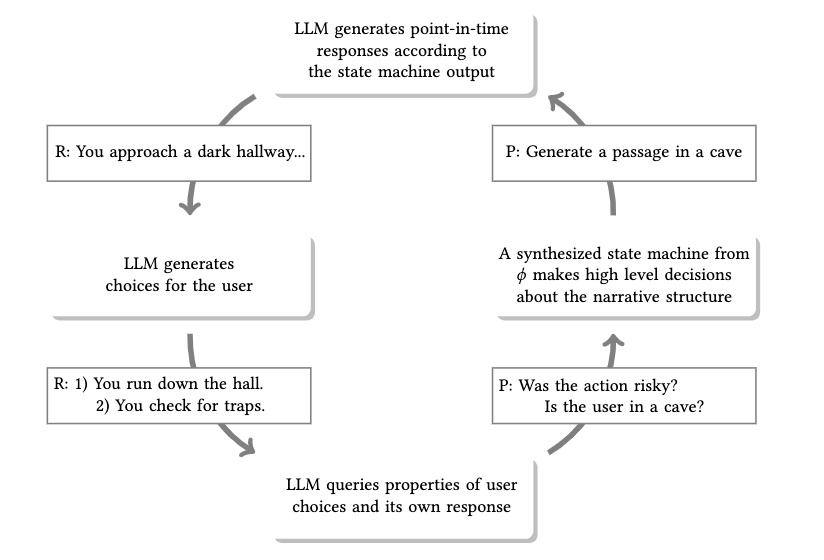 LLM generates point-in-time
responses according to
the state machine output
R: You approach a dark hallway...
P: Generate a passage in a cave
LLM generates
choices for the user
A synthesized state machine from
ϕ makes high level decisions
about the narrative structure
R: 1) You run down the hall.
2) You check for traps.
P: Was the action risky?
Is the user in a cave?
LLM queries properties of user
choices and its own response